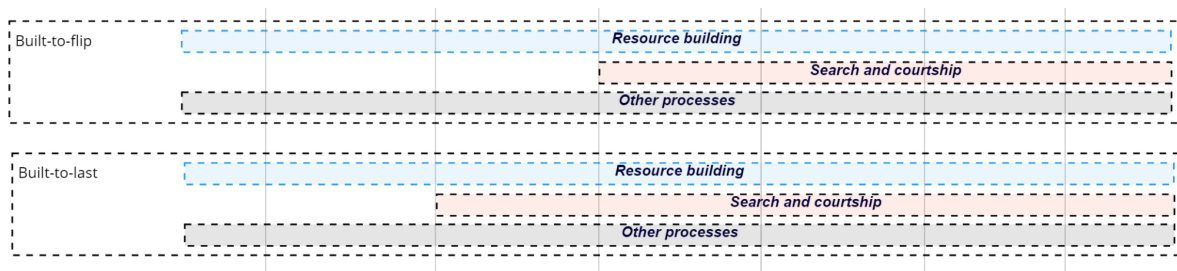 Built-to-flip
Resource building
Search and courtship
Other processes
Built-to-last
Resource building
Search and courtship
Other processes